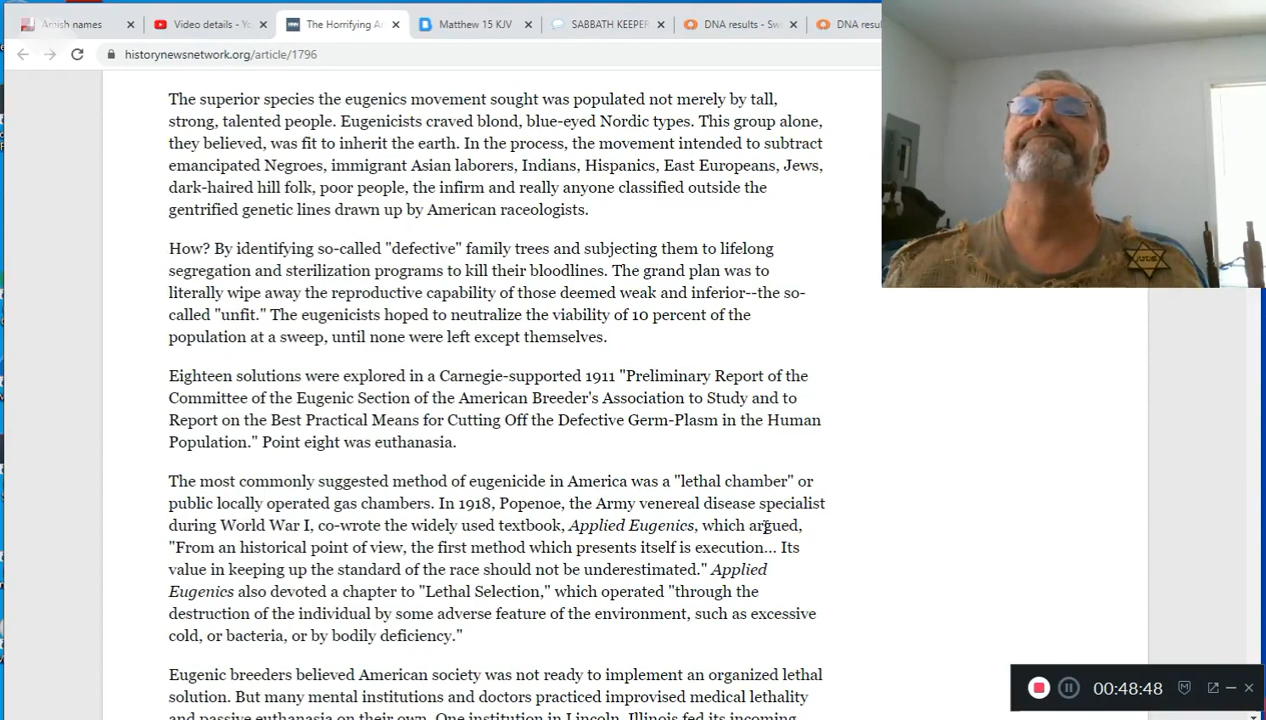 Amish names
Video details - Yo
The Horrifying Am
Matthew 15 KJV
SABBATH KEEPER
DNA results - Swe
DNA resul
historynewsnetwork.org/article/1796
The superior species the eugenics movement sought was populated not merely by tall,
strong, talented people. Eugenicists craved blond, blue-eyed Nordic types. This group alone,
they believed, was fit to inherit the earth. In the process, the movement intended to subtract
emancipated Negroes, immigrant Asian laborers, Indians, Hispanics, East Europeans, Jews,
dark-haired hill folk, poor people, the infirm and really anyone classified outside the
gentrified genetic lines drawn up by American raceologists.
How? By identifying so-called "defective" family trees and subjecting them to lifelong
segregation and sterilization programs to kill their bloodlines. The grand plan was to
literally wipe away the reproductive capability of those deemed weak and inferior--the so-
called "unfit." The eugenicists hoped to neutralize the viability of 10 percent of the
population at a sweep, until none were left except themselves.
Eighteen solutions were explored in a Carnegie-supported 1911 "Preliminary Report of the
Committee of the Eugenic Section of the American Breeder's Association to Study and to
Report on the Best Practical Means for Cutting Off the Defective Germ-Plasm in the Human
Population." Point eight was euthanasia.
The most commonly suggested method of eugenicide in America was a "lethal chamber" or
public locally operated gas chambers. In 1918, Popenoe, the Army venereal disease specialist
during World War I, co-wrote the widely used textbook, Applied Eugenics, which argued,
"From an historical point of view, the first method which presents itself is execution… Its
value in keeping up the standard of the race should not be underestimated." Applied
Eugenics also devoted a chapter to "Lethal Selection," which operated "through the
destruction of the individual by some adverse feature of the environment, such as excessive
cold, or bacteria, or by bodily deficiency."
Eugenic breeders believed American society was not ready to implement an organized lethal
solution. But many mental institutions and doctors practiced improvised medical lethality
and passive euthanasia on their own. One institution in Lincoln, Illinois fed its incoming
00:48:48